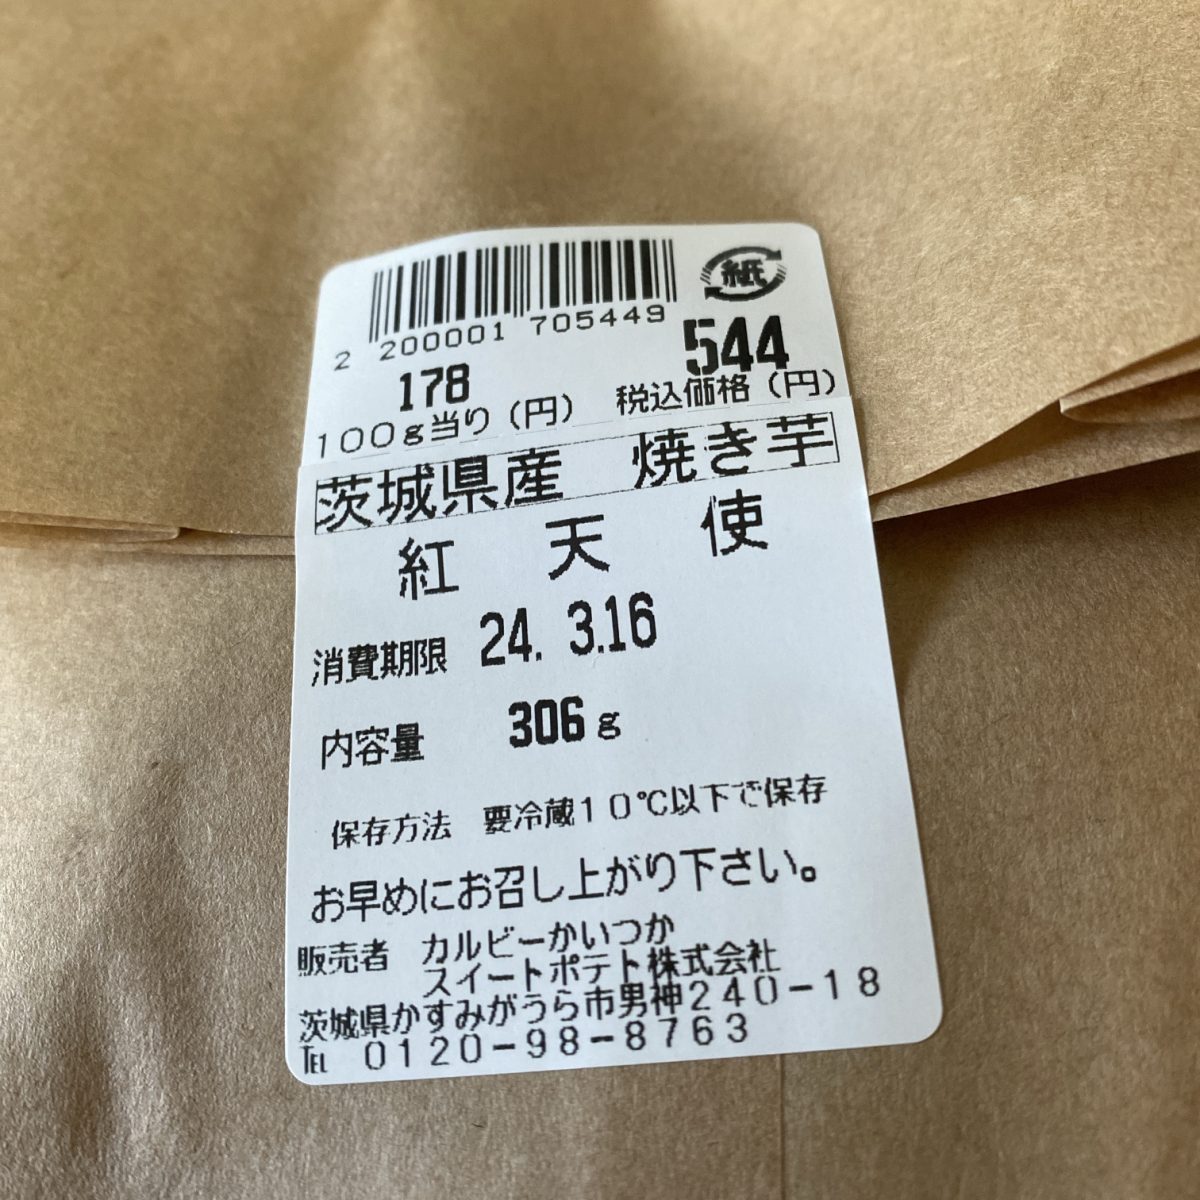 紙
2 200001 705449
178 544
100g当り（円） 税込価格（円）
茨城県産 焼き芋
紅 天 使
消費期限 24. 3.16
内容量 306g
保存方法 要冷蔵10℃以下で保存
お早めにお召し上がり下さい。
販売者 カルビーかいつか
スイートポテト株式会社
茨城県かすみがうら市男神240-18
TEL 0120-98-8763